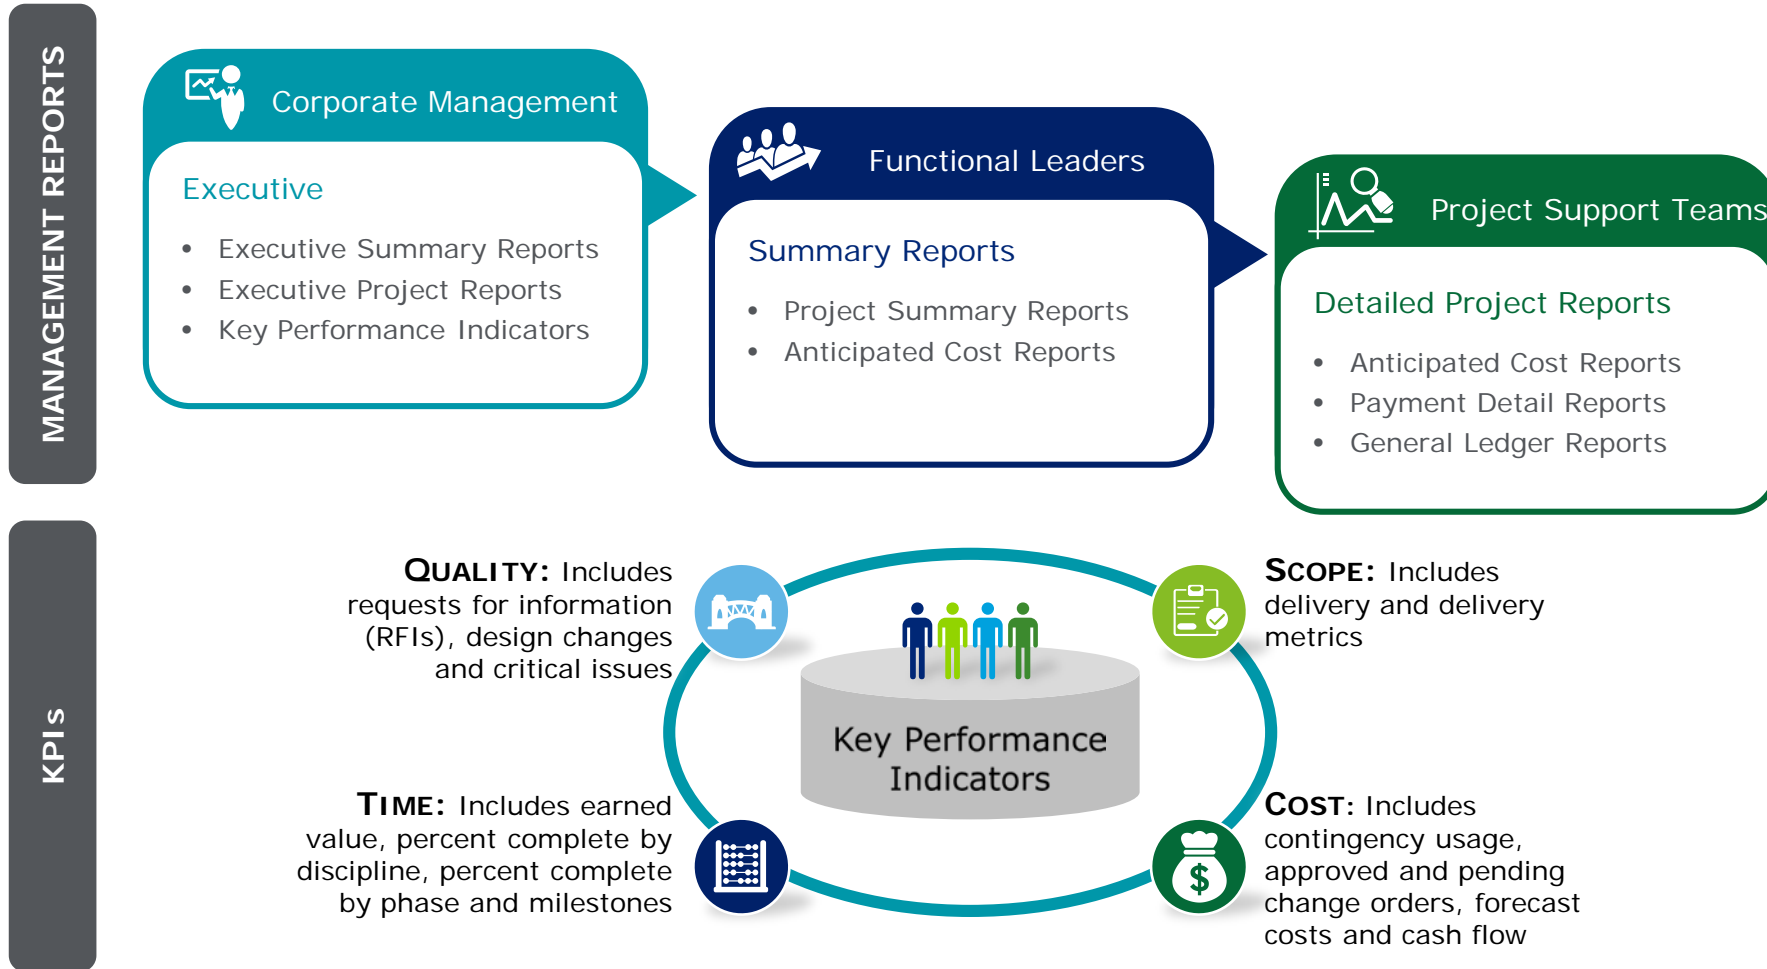 MANAGEMENT REPORTS
Corporate Management
Executive
• Executive Summary Reports
• Executive Project Reports
• Key Performance Indicators
Functional Leaders
Summary Reports
• Project Summary Reports
• Anticipated Cost Reports
Project Support Teams
Detailed Project Reports
• Anticipated Cost Reports
• Payment Detail Reports
• General Ledger Reports
KPIs
QUALITY: Includes
requests for information
(RFIs), design changes
and critical issues
SCOPE: Includes
delivery and delivery
metrics
Key Performance
Indicators
TIME: Includes earned
value, percent complete by
discipline, percent complete
by phase and milestones
$
COST: Includes
contingency usage,
approved and pending
change orders, forecast
costs and cash flow